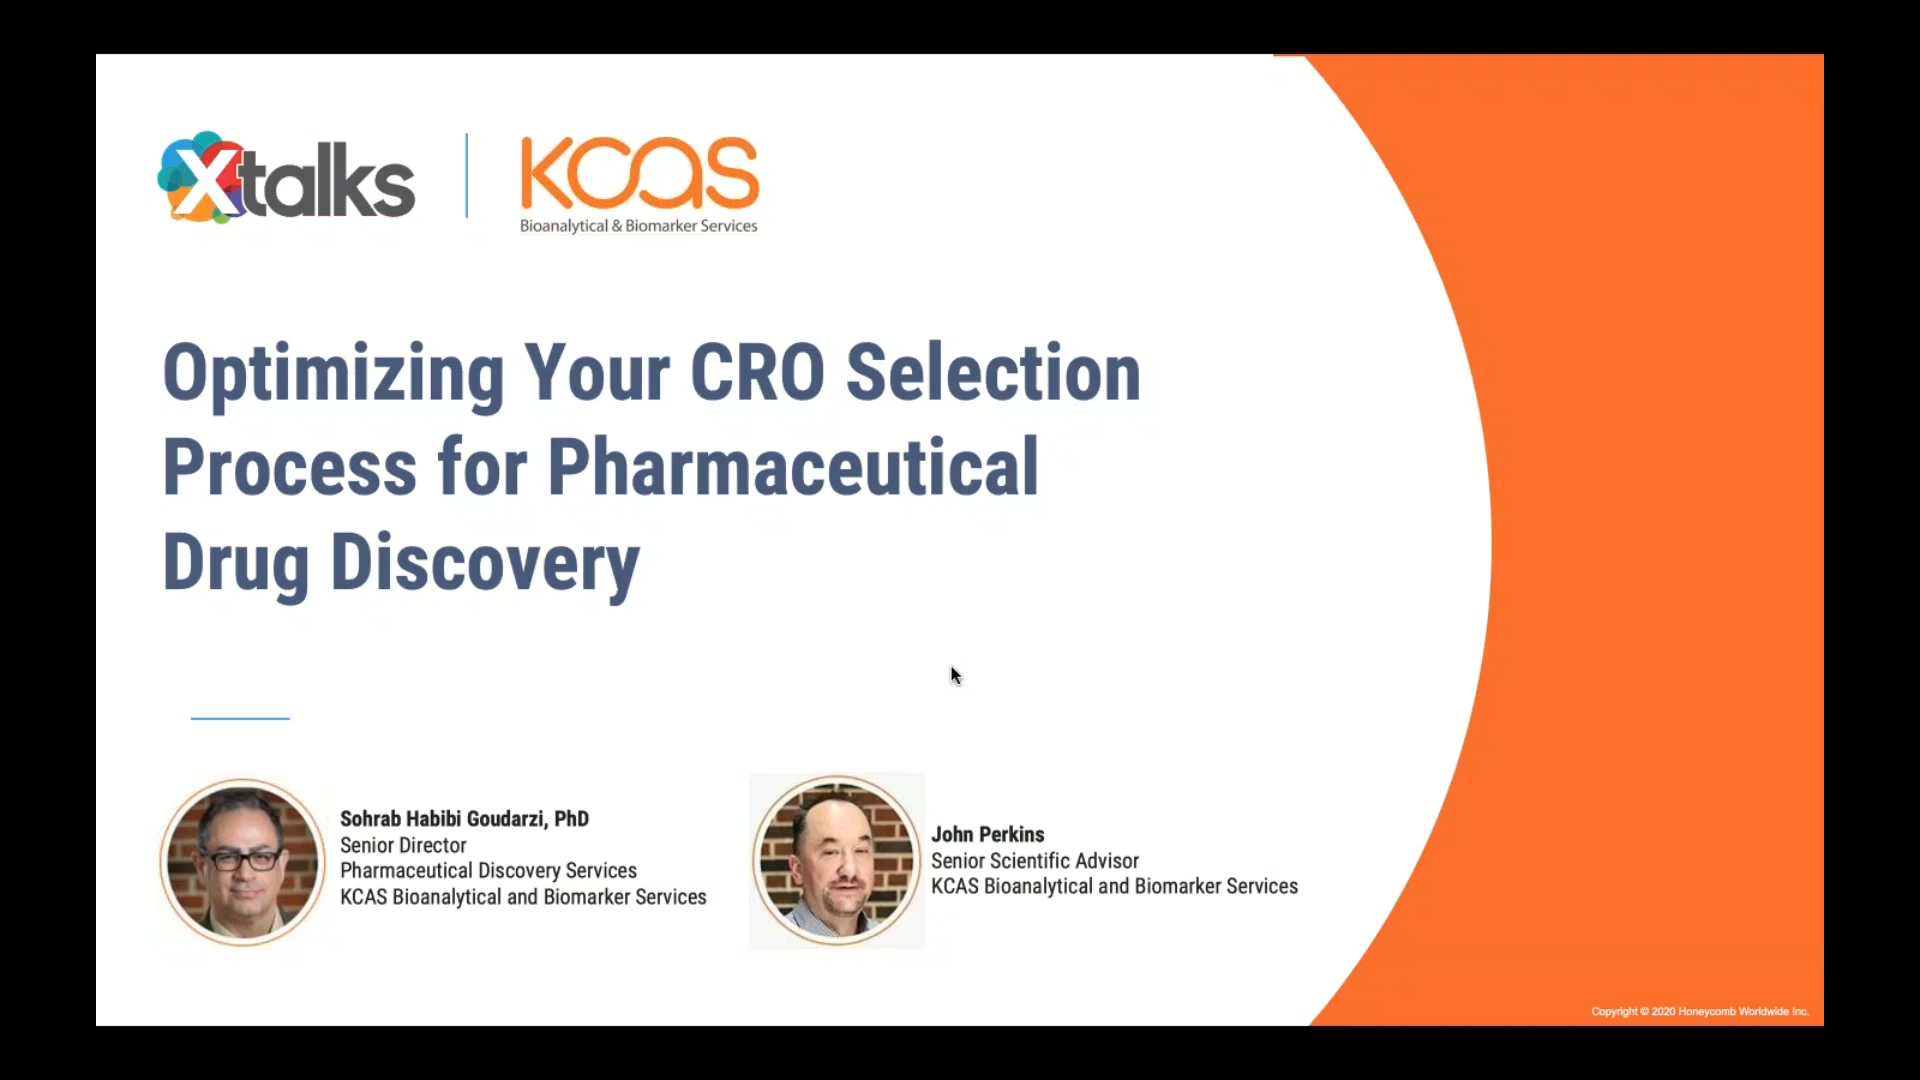 Xtalks
KCAS
Bioanalytical & Biomarker Services
Optimizing Your CRO Selection
Process for Pharmaceutical
Drug Discovery
Sohrab Habibi Goudarzi, PhD
Senior Director
Pharmaceutical Discovery Services
KCAS Bioanalytical and Biomarker Services
John Perkins
Senior Scientific Advisor
KCAS Bioanalytical and Biomarker Services
Copyright © 2020 Honeycomb Worldwide Inc.